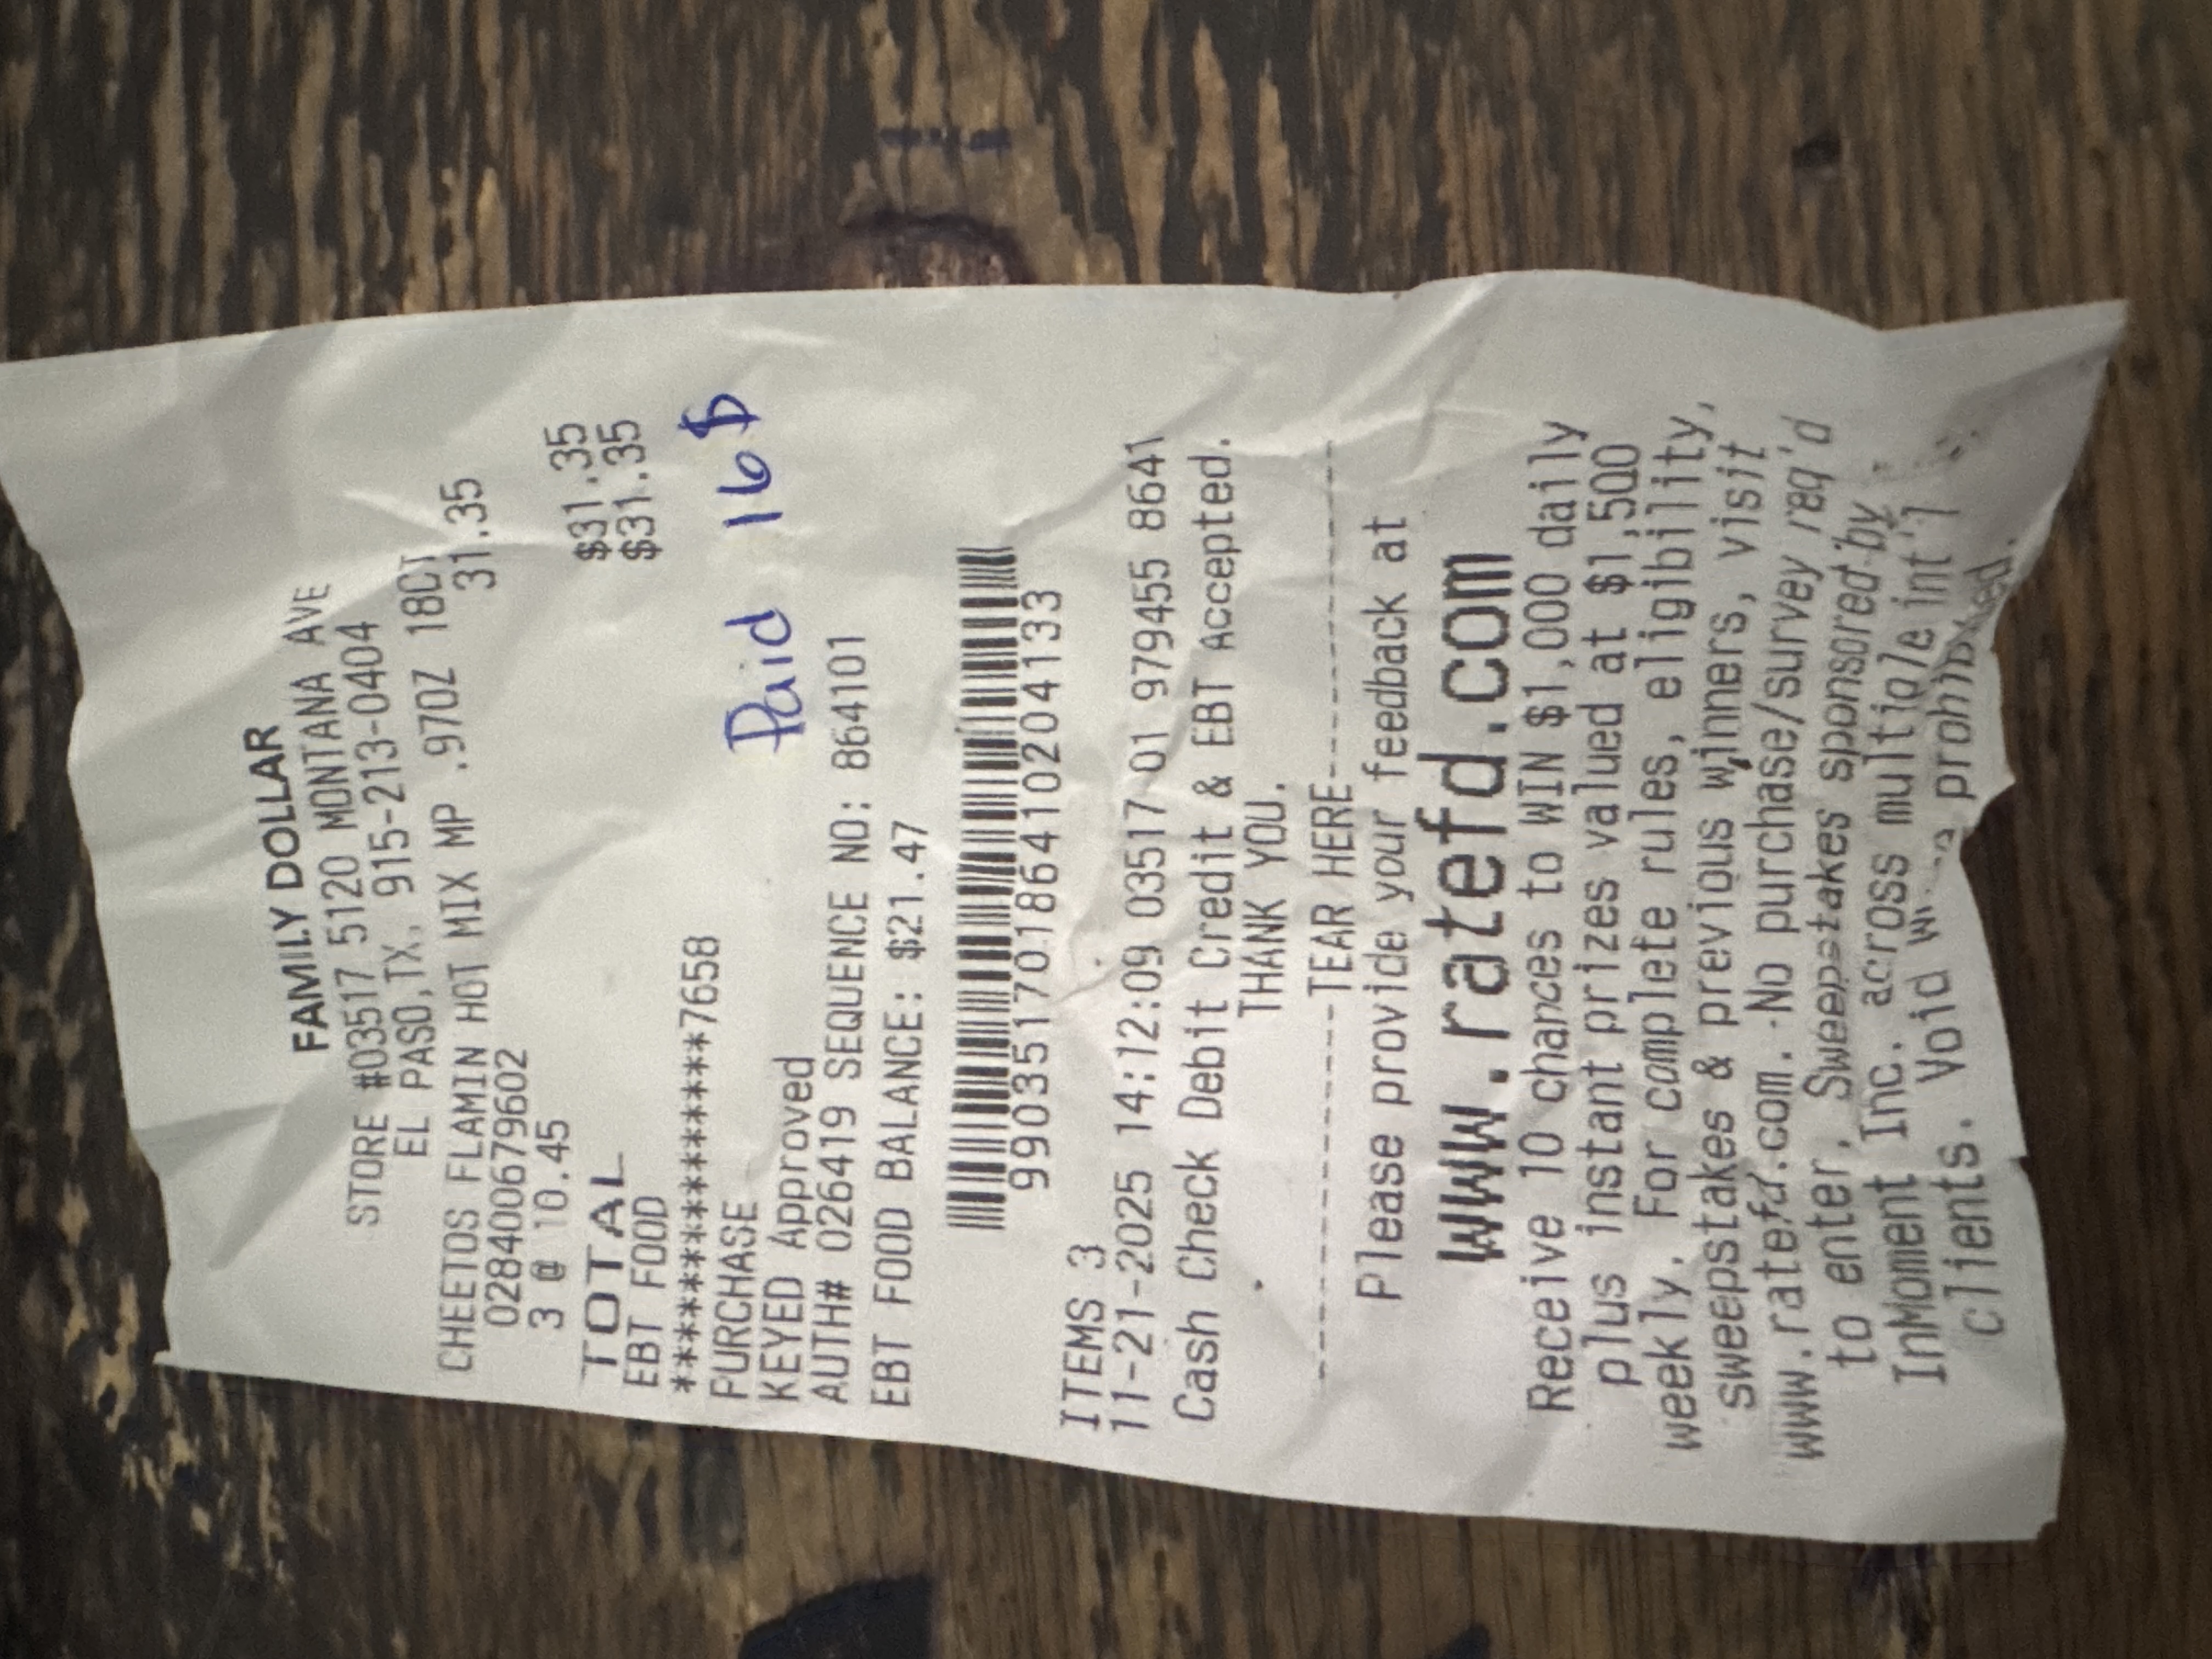 FAMILY DOLLAR
STORE #03517 5120 MONTANA AVE
EL PASO,TX. 915-213-0404
CHEETOS FLAMIN HOT MIX MP .97OZ 18CT
028400679602 31.35
3 @ 10.45
TOTAL $31.35
EBT FOOD $31.35
***************7658
PURCHASE
Paid 16$
KEYED Approved
AUTH# 026419 SEQUENCE NO: 864101
EBT FOOD BALANCE: $21.47
99035170186410204133
ITEMS 3
11-21-2025 14:12:09 03517 01 979455 8641
Cash Check Debit Credit & EBT Accepted.
THANK YOU.
TEAR HERE
Please provide your feedback at
www.ratefd.com
Receive 10 chances to WIN $1,000 daily
plus instant prizes valued at $1,500
weekly. For complete rules, eligibility,
sweepstakes & previous winners, visit
www.ratefd.com. No purchase/survey req'd
to enter. Sweepstakes sponsored by
InMoment Inc. across multiple int'l
clients. Void prohibited.